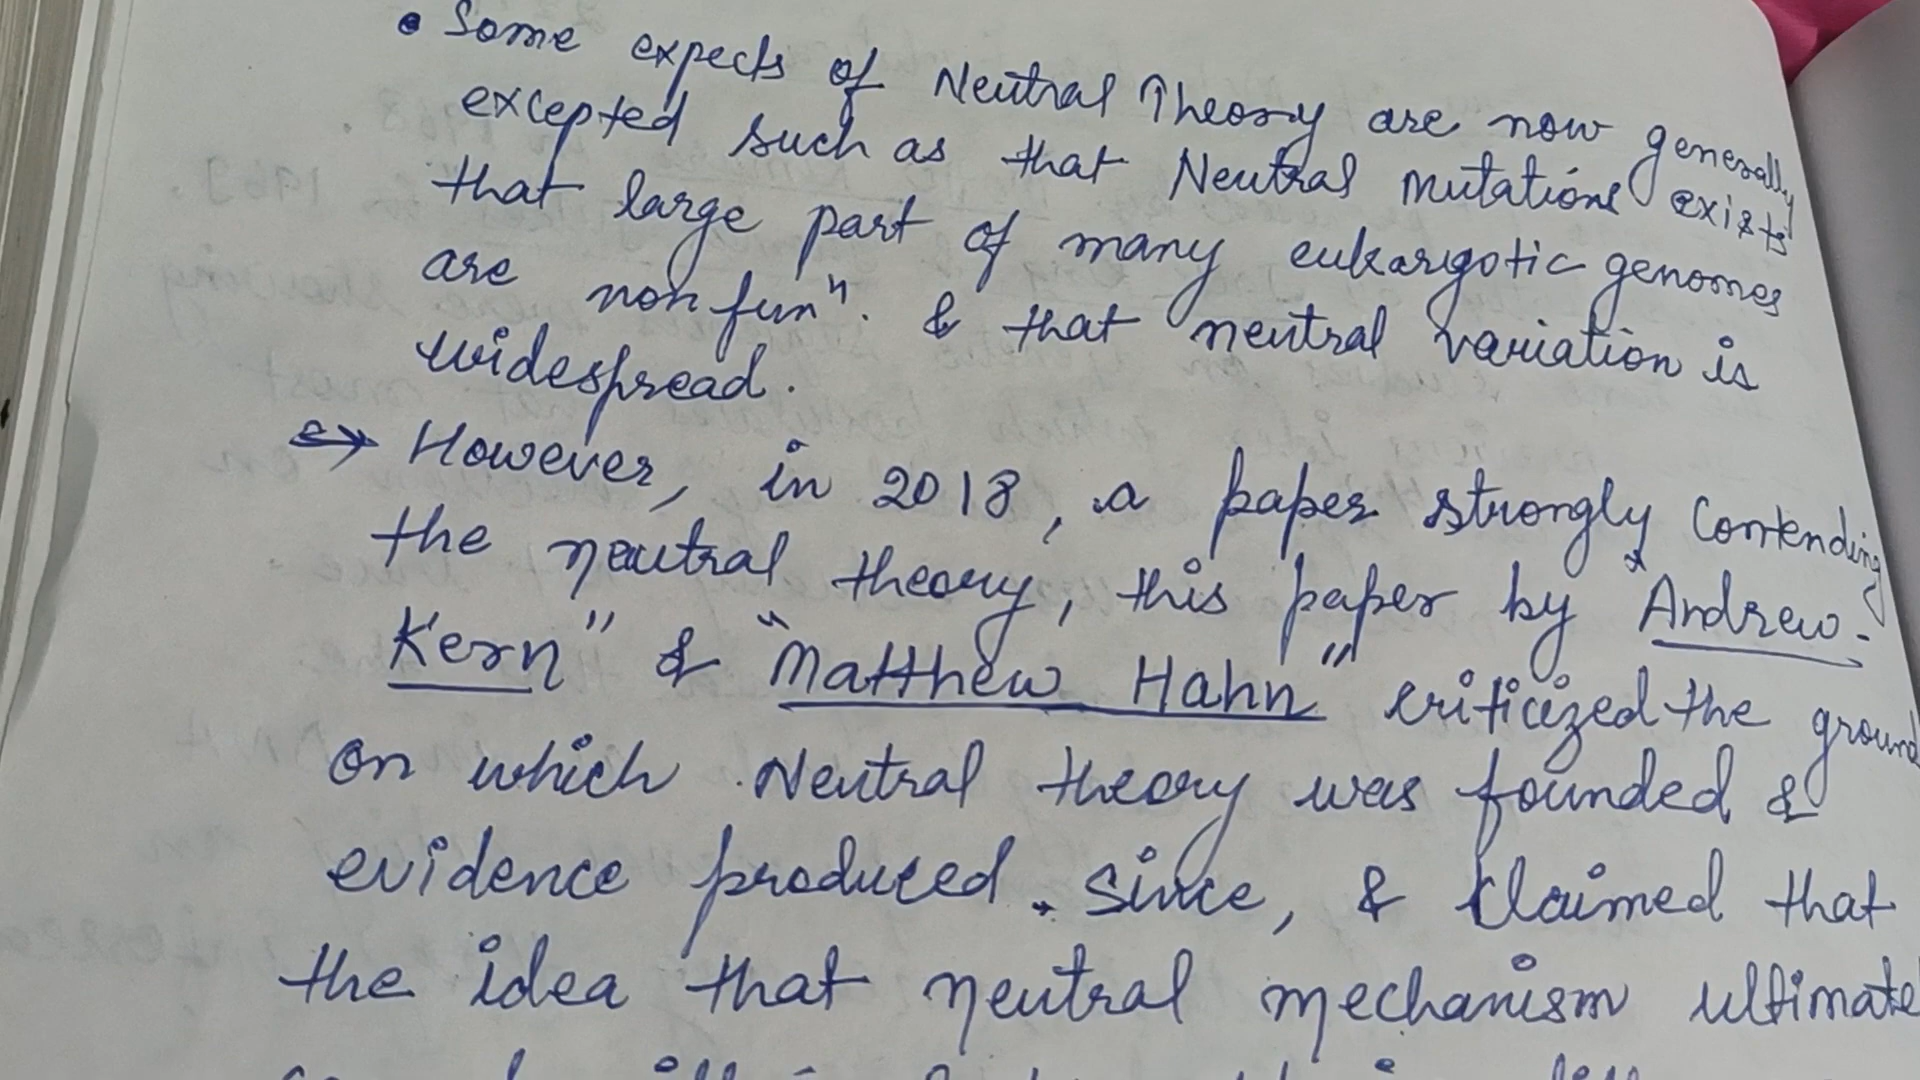 • Some expects of Neutral Theory are now generally
excepted such as that Neutral Mutations exists
that large part of many eukaryotic genomes
are non funⁿ. & that neutral variation is
widespread.
⇒ However, in 2018, a paper strongly contending
the neutral theory, this paper by "Andrew-
Kern" & "Matthew Hahn" criticized the ground
on which Neutral theory was founded &
evidence produced since, & claimed that
the idea that neutral mechanism ultimate